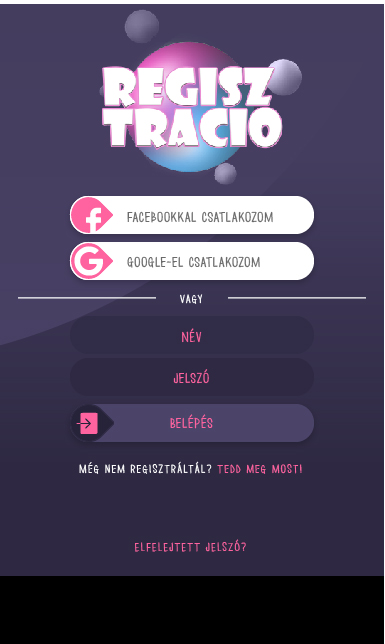 REGISZ
TRACIO
FACEBOOKKAL CSATLAKOZOM
GOOGLE-EL CSATLAKOZOM
VAGY
NÉV
JELSZÓ
BELÉPÉS
MÉG NEM REGISZTRÁLTÁL? TEDD MEG MOST!
ELFELEJTETT JELSZÓ?